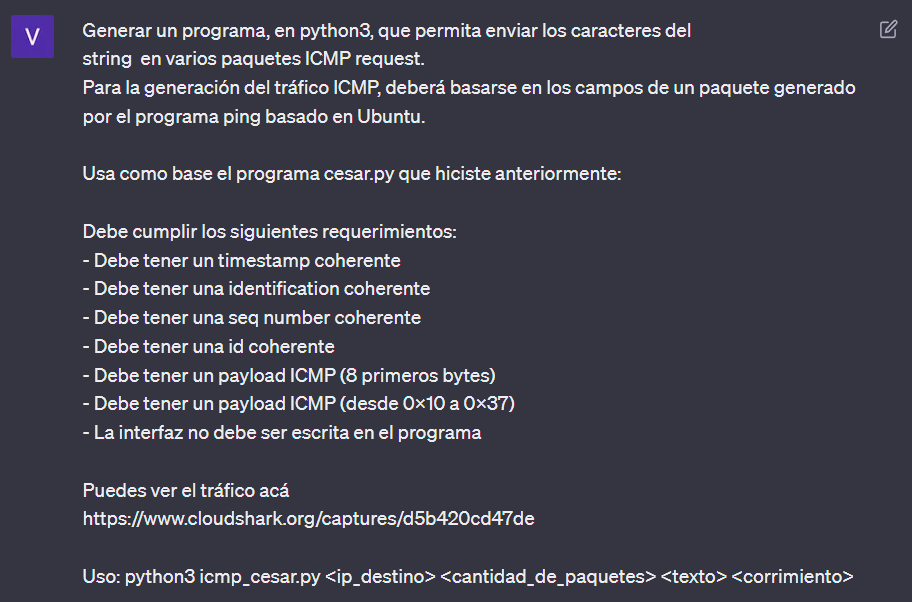 V
Generar un programa, en python3, que permita enviar los caracteres del
string en varios paquetes ICMP request.
Para la generación del tráfico ICMP, deberá basarse en los campos de un paquete generado
por el programa ping basado en Ubuntu.
Usa como base el programa cesar.py que hiciste anteriormente:
Debe cumplir los siguientes requerimientos:
- Debe tener un timestamp coherente
- Debe tener una identification coherente
- Debe tener una seq number coherente
- Debe tener una id coherente
- Debe tener un payload ICMP (8 primeros bytes)
- Debe tener un payload ICMP (desde 0×10 a 0×37)
- La interfaz no debe ser escrita en el programa
Puedes ver el tráfico acá
https://www.cloudshark.org/captures/d5b420cd47de
Uso: python3 icmp_cesar.py <ip_destino> <cantidad_de_paquetes> <texto> <corrimiento>